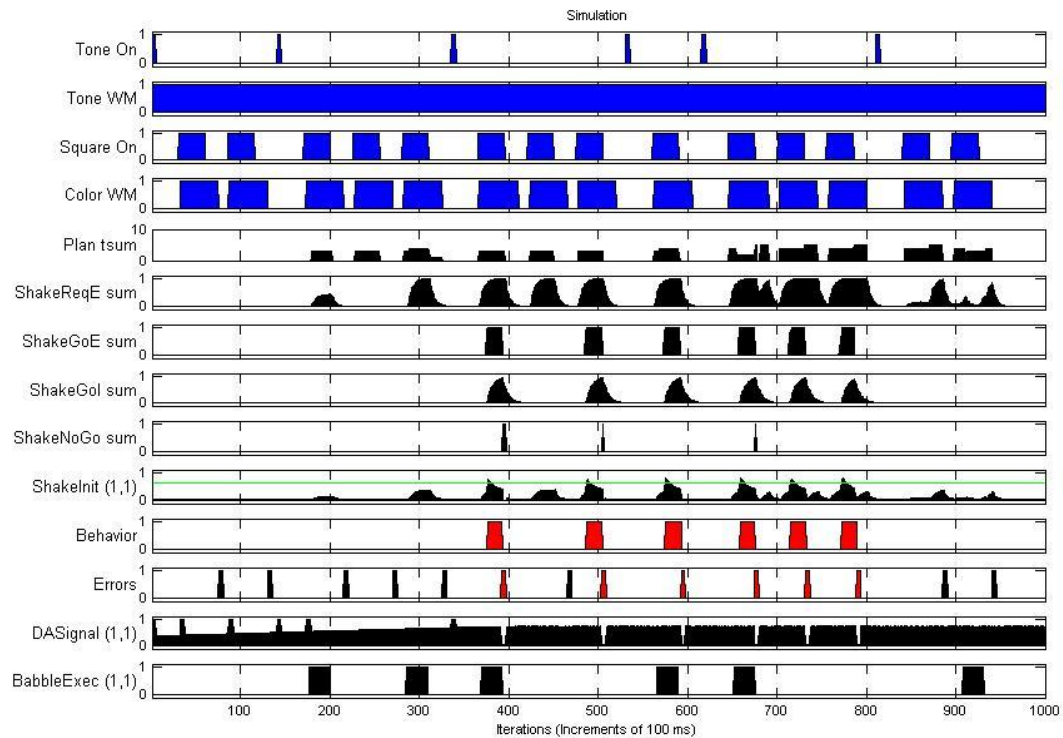 Simulation
Tone On
1
0
Tone WM
1
0
Square On
1
0
Color WM
1
0
Plan tsum
10
0
ShakeReqE sum
1
0
ShakeGoE sum
1
0
ShakeGoI sum
1
0
ShakeNoGo sum
1
0
ShakeInit (1,1)
1
0
Behavior
1
0
Errors
1
0
DASignal (1,1)
1
0
BabbleExec (1,1)
1
0
100 200 300 400 500 600 700 800 900 1000
Iterations (Increments of 100 ms)